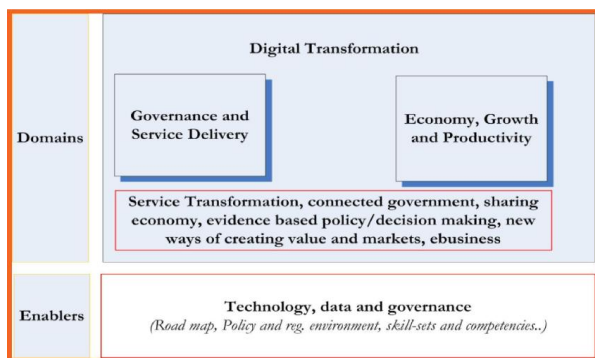 Digital Transformation
Domains
Governance and
Service Delivery
Economy, Growth
and Productivity
Service Transformation, connected government, sharing
economy, evidence based policy/decision making, new
ways of creating value and markets, ebusiness
Enablers
Technology, data and governance
(Road map, Policy and reg. environment, skill-sets and competencies..)